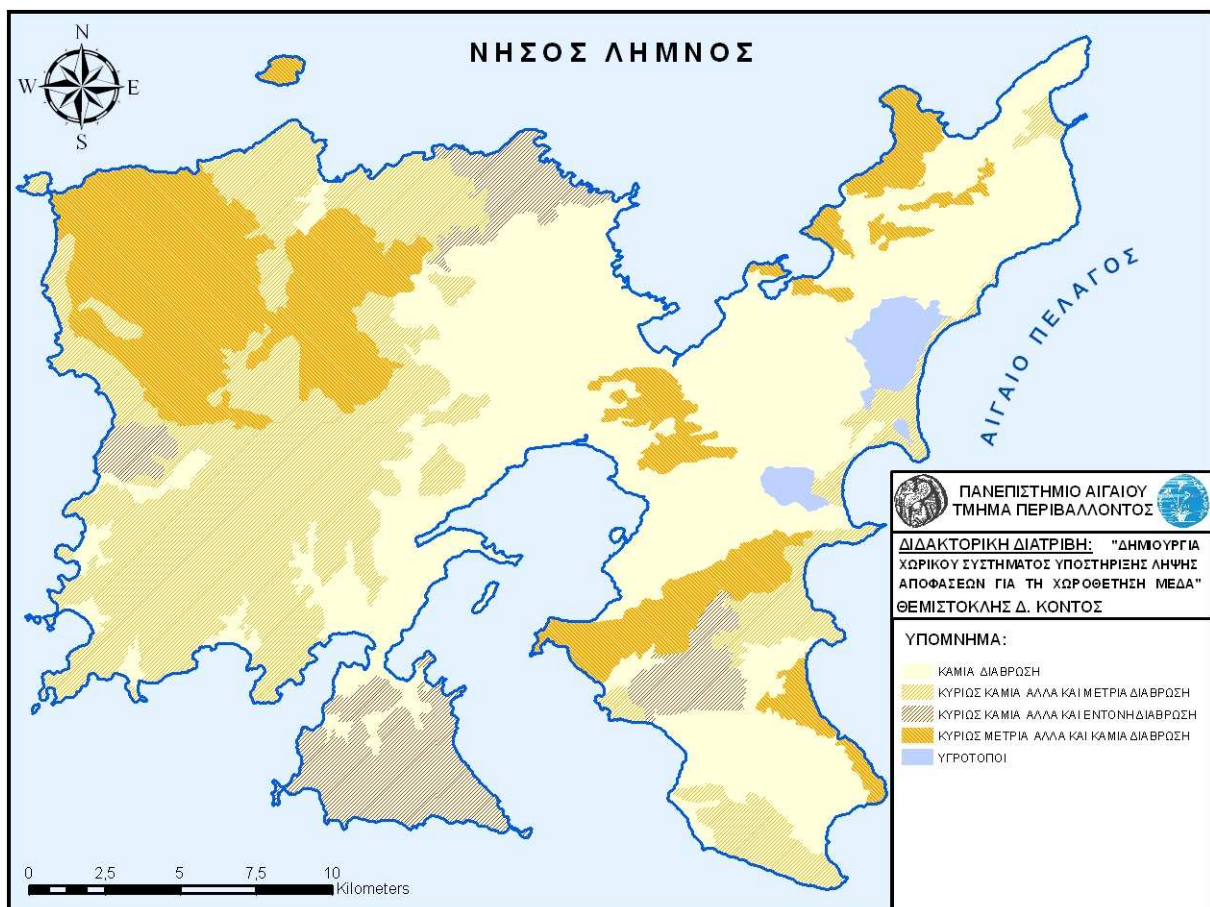 ΝΗΣΟΣ ΛΗΜΝΟΣ
N
W
E
S
ΑΙΓΑΙΟ ΠΕΛΑΓΟΣ
ΠΑΝΕΠΙΣΤΗΜΙΟ ΑΙΓΑΙΟΥ
ΤΜΗΜΑ ΠΕΡΙΒΑΛΛΟΝΤΟΣ
ΔΙΔΑΚΤΟΡΙΚΗ ΔΙΑΤΡΙΒΗ: "ΔΗΜΙΟΥΡΓΙΑ
ΧΩΡΙΚΟΥ ΣΥΣΤΗΜΑΤΟΣ ΥΠΟΣΤΗΡΙΞΗΣ ΛΗΨΗΣ
ΑΠΟΦΑΣΕΩΝ ΓΙΑ ΤΗ ΧΩΡΟΘΕΤΗΣΗ ΜΕΔΑ"
ΘΕΜΙΣΤΟΚΛΗΣ Δ. ΚΟΝΤΟΣ
ΥΠΟΜΝΗΜΑ:
ΚΑΜΙΑ ΔΙΑΒΡΩΣΗ
ΚΥΡΙΩΣ ΚΑΜΙΑ ΑΛΛΑ ΚΑΙ ΜΕΤΡΙΑ ΔΙΑΒΡΩΣΗ
ΚΥΡΙΩΣ ΚΑΜΙΑ ΑΛΛΑ ΚΑΙ ΕΝΤΟΝΗ ΔΙΑΒΡΩΣΗ
ΚΥΡΙΩΣ ΜΕΤΡΙΑ ΑΛΛΑ ΚΑΙ ΚΑΜΙΑ ΔΙΑΒΡΩΣΗ
ΥΓΡΟΤΟΠΟΙ
0 2,5 5 7,5 10
Kilometers